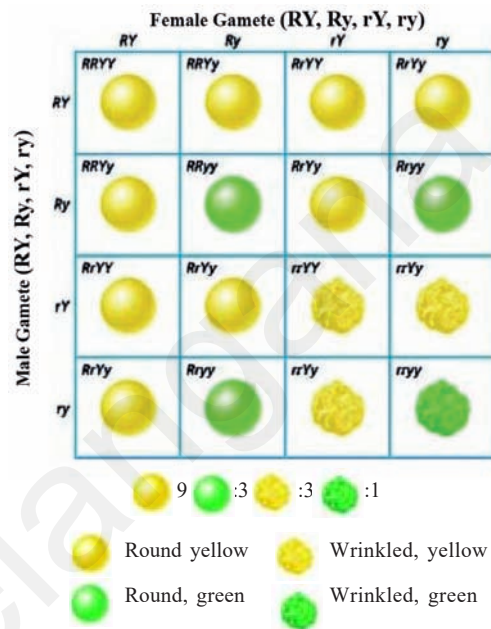 Female Gamete (RY, Ry, rY, ry)
RY Ry rY ry
Male Gamete (RY, Ry, rY, ry)
RY
RRYY RRYy RrYY RrYy
Ry
RRYy RRyy RrYy Rryy
rY
RrYY RrYy rrYY rrYy
ry
RrYy Rryy rrYy rryy
9 :3 :3 :1
Round yellow Wrinkled, yellow
Round, green Wrinkled, green